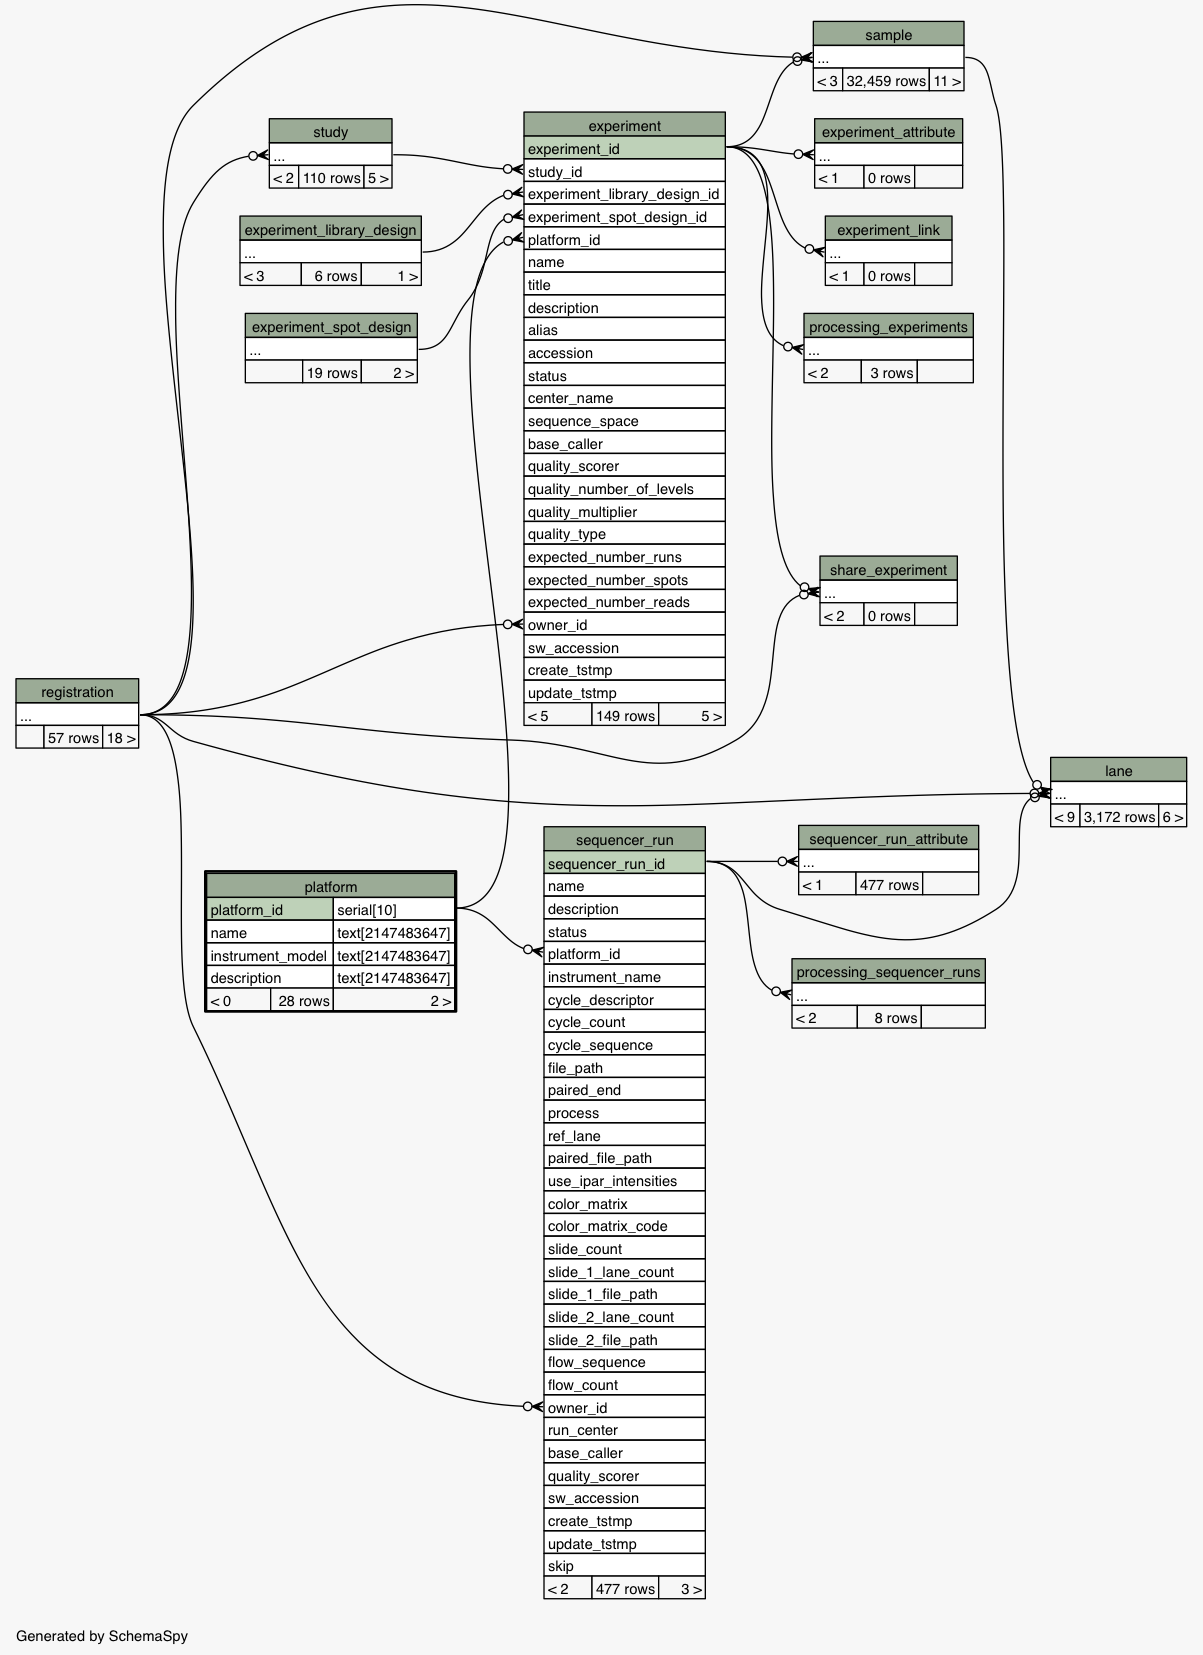 sample
...
< 3 32,459 rows 11 >
study
...
< 2 110 rows 5 >
experiment
experiment_id
study_id
experiment_library_design_id
experiment_spot_design_id
platform_id
name
title
description
alias
accession
status
center_name
sequence_space
base_caller
quality_scorer
quality_number_of_levels
quality_multiplier
quality_type
expected_number_runs
expected_number_spots
expected_number_reads
owner_id
sw_accession
create_tstmp
update_tstmp
< 5 149 rows 5 >
experiment_attribute
...
< 1 0 rows
experiment_library_design
...
< 3 6 rows 1 >
experiment_link
...
< 1 0 rows
experiment_spot_design
...
19 rows 2 >
processing_experiments
...
< 2 3 rows
share_experiment
...
< 2 0 rows
registration
...
57 rows 18 >
lane
...
< 9 3,172 rows 6 >
platform
platform_id serial[10]
name text[2147483647]
instrument_model text[2147483647]
description text[2147483647]
< 0 28 rows 2 >
sequencer_run
sequencer_run_id
name
description
status
platform_id
instrument_name
cycle_descriptor
cycle_count
cycle_sequence
file_path
paired_end
process
ref_lane
paired_file_path
use_ipar_intensities
color_matrix
color_matrix_code
slide_count
slide_1_lane_count
slide_1_file_path
slide_2_lane_count
slide_2_file_path
flow_sequence
flow_count
owner_id
run_center
base_caller
quality_scorer
sw_accession
create_tstmp
update_tstmp
skip
< 2 477 rows 3 >
sequencer_run_attribute
...
< 1 477 rows
processing_sequencer_runs
...
< 2 8 rows
Generated by SchemaSpy